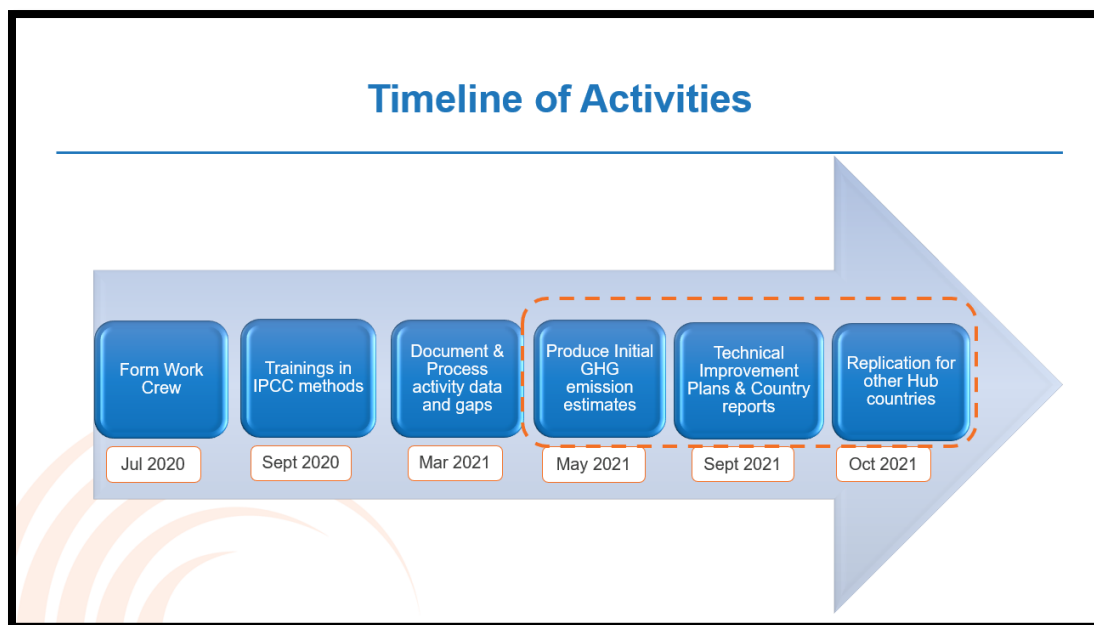 Timeline of Activities
Form Work
Crew
Trainings in
IPCC methods
Document &
Process
activity data
and gaps
Produce Initial
GHG
emission
estimates
Technical
Improvement
Plans & Country
reports
Replication for
other Hub
countries
Jul 2020
Sept 2020
Mar 2021
May 2021
Sept 2021
Oct 2021